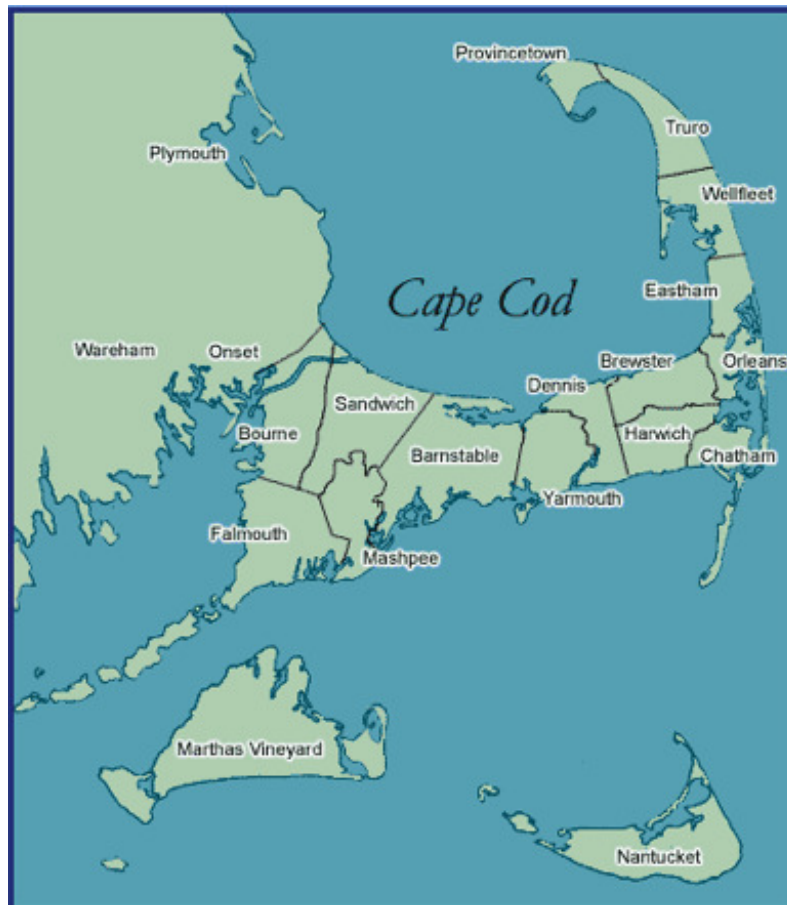 Provincetown
Truro
Plymouth
Wellfleet
Eastham
Cape Cod
Wareham
Onset
Brewster
Orleans
Dennis
Sandwich
Bourne
Harwich
Barnstable
Chatham
Yarmouth
Falmouth
Mashpee
Marthas Vineyard
Nantucket